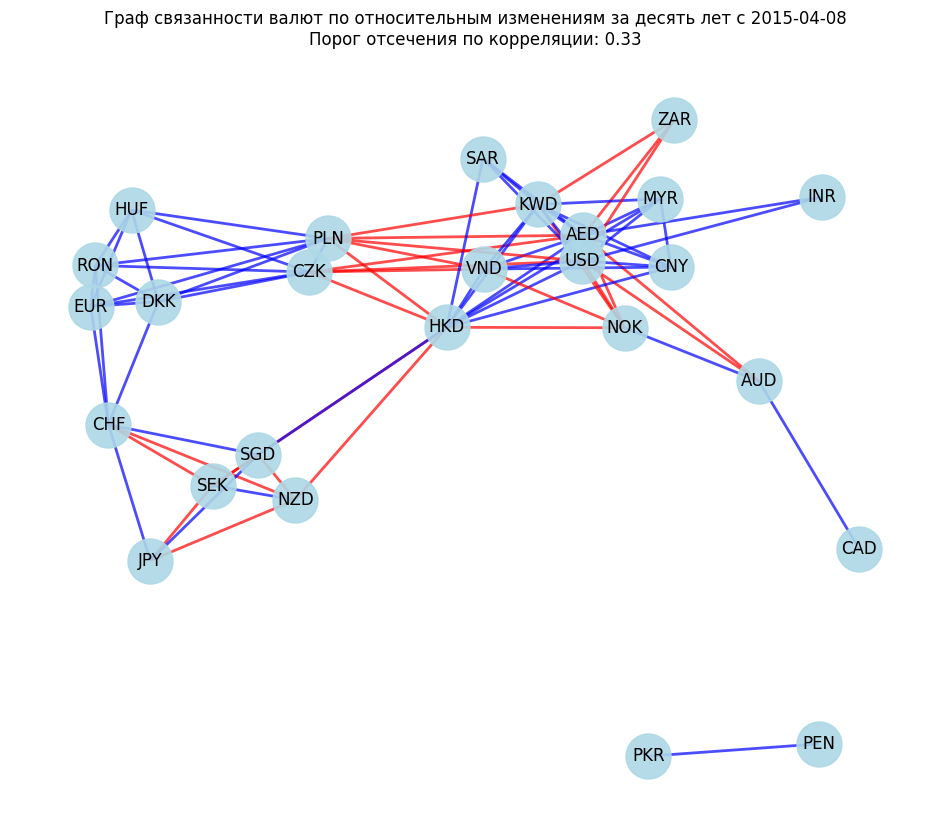 Граф связанности валют по относительным изменениям за десять лет с 2015-04-08
Порог отсечения по корреляции: 0.33
ZAR
SAR
INR
MYR
KWD
HUF
AED
PLN
USD
RON
CNY
VND
CZK
DKK
EUR
HKD
NOK
AUD
CHF
SGD
SEK
NZD
CAD
JPY
PEN
PKR